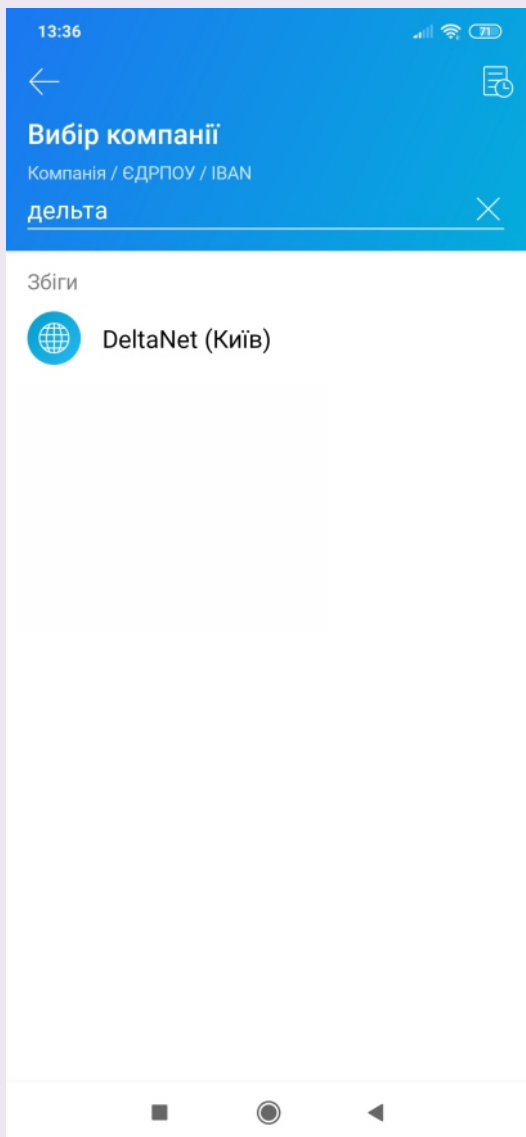 13:36
71
Вибір компанії
Компанія / ЄДРПОУ / IBAN
дельта
Збіги
DeltaNet (Київ)